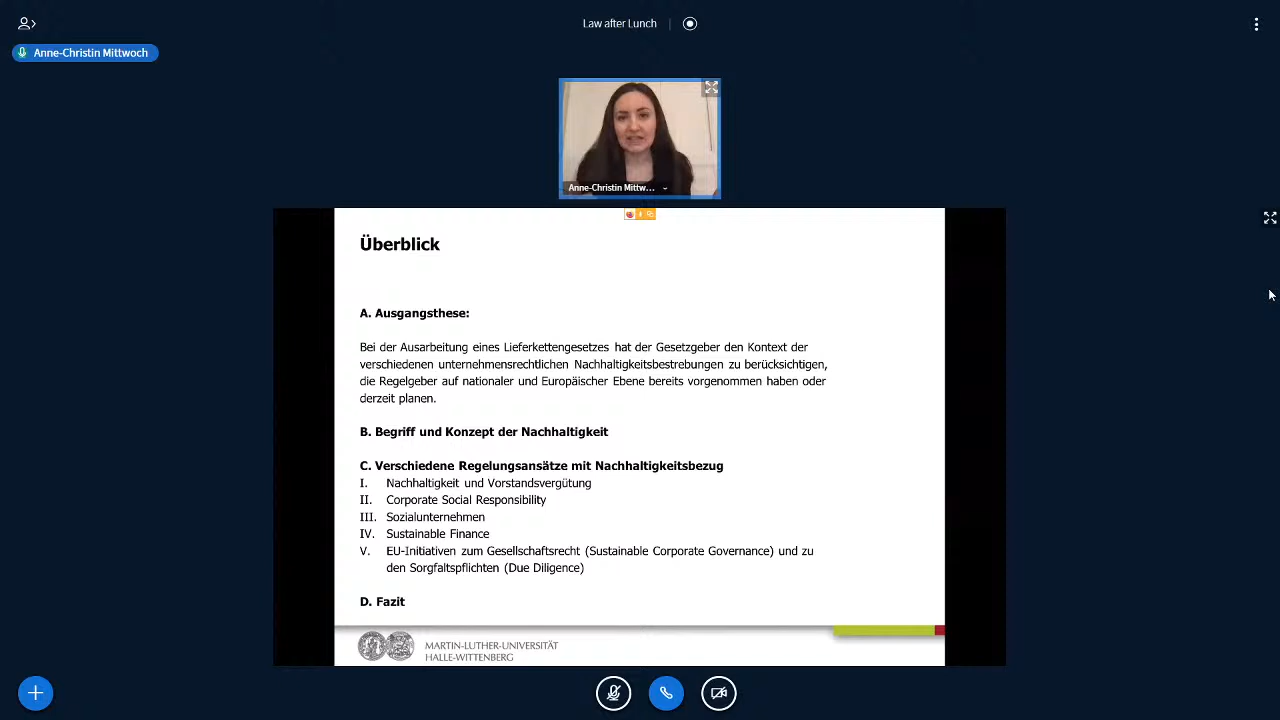 Law after Lunch
Anne-Christin Mittwoch
Anne-Christin Mittw...
Überblick
A. Ausgangsthese:
Bei der Ausarbeitung eines Lieferkettengesetzes hat der Gesetzgeber den Kontext der
verschiedenen unternehmensrechtlichen Nachhaltigkeitsbestrebungen zu berücksichtigen,
die Regelgeber auf nationaler und Europäischer Ebene bereits vorgenommen haben oder
derzeit planen.
B. Begriff und Konzept der Nachhaltigkeit
C. Verschiedene Regelungsansätze mit Nachhaltigkeitsbezug
I. Nachhaltigkeit und Vorstandsvergütung
II. Corporate Social Responsibility
III. Sozialunternehmen
IV. Sustainable Finance
V. EU-Initiativen zum Gesellschaftsrecht (Sustainable Corporate Governance) und zu
den Sorgfaltspflichten (Due Diligence)
D. Fazit
MARTIN-LUTHER-UNIVERSITÄT
HALLE-WITTENBERG